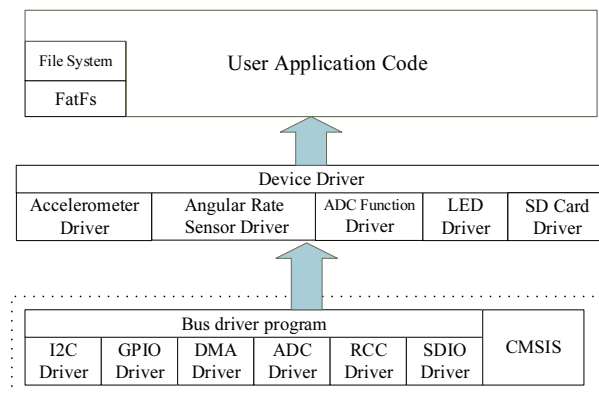 File System
FatFs
User Application Code
Device Driver
Accelerometer
Driver
Angular Rate
Sensor Driver
ADC Function
Driver
LED
Driver
SD Card
Driver
Bus driver program
I2C
Driver
GPIO
Driver
DMA
Driver
ADC
Driver
RCC
Driver
SDIO
Driver
CMSIS